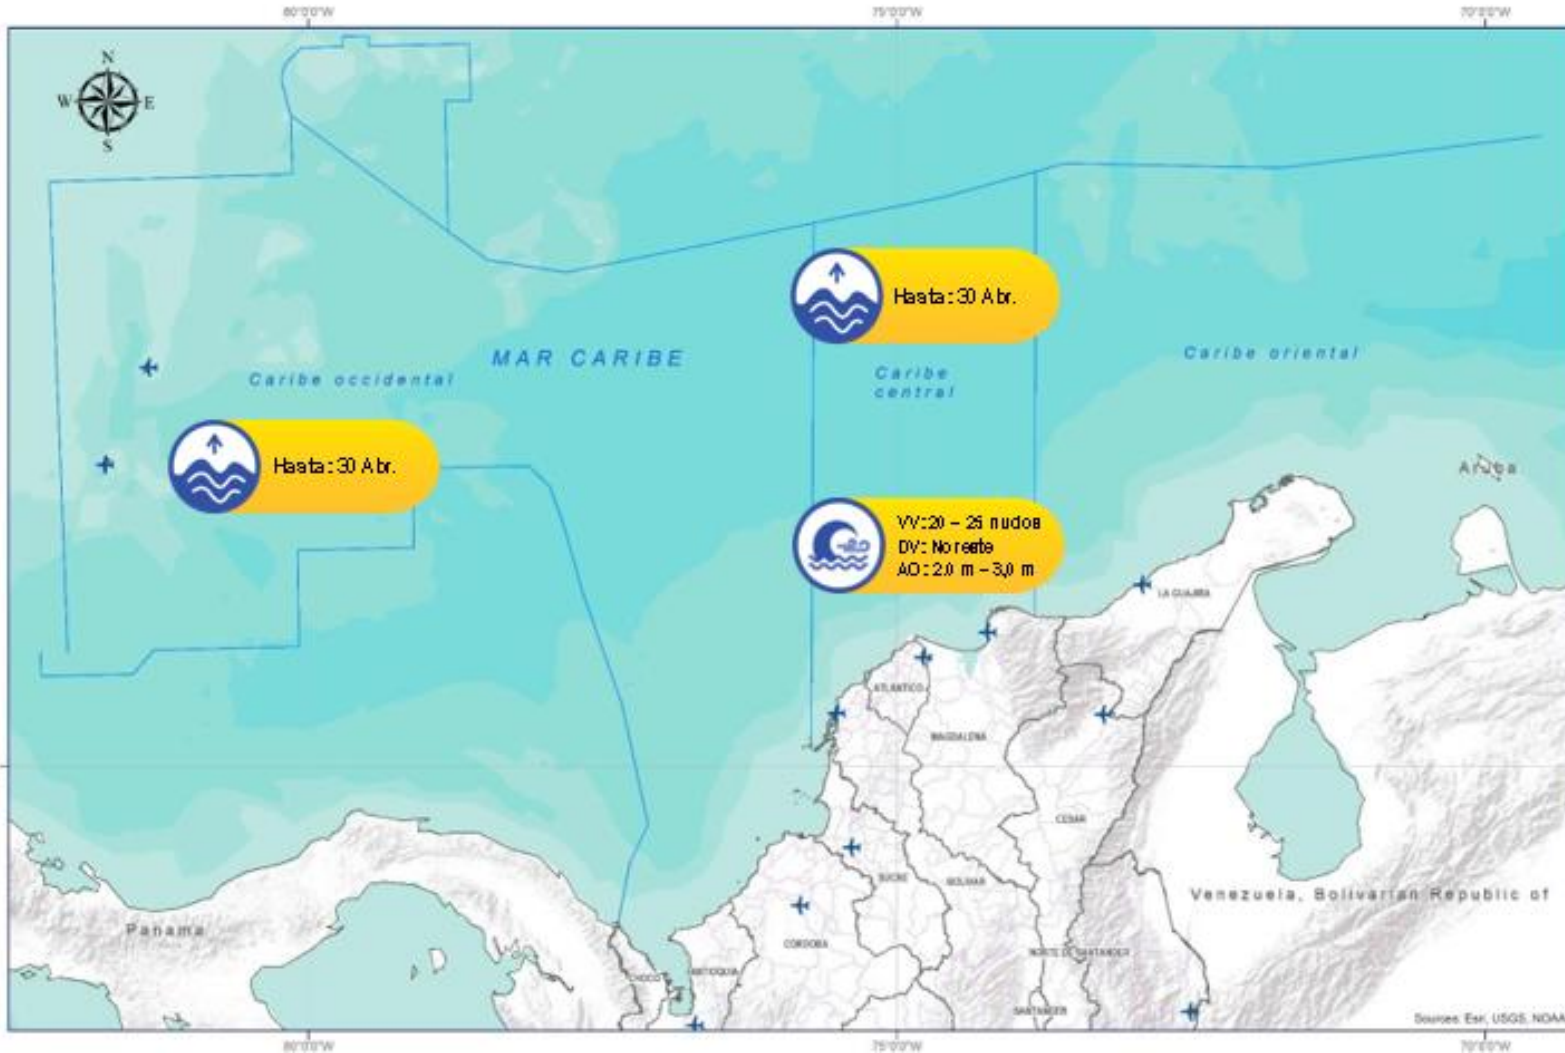 80°0'0"W 75°0'0"W 70°0'0"W
N
W E
S
Hasta: 30 Abr.
MAR CARIBE
Caribe occidental
Caribe
central
Caribe oriental
Hasta: 30 Abr.
Aruba
VV: 20 – 25 nudos
DV: Noreste
AO: 2.0 m – 3,0 m
LA GUAJIRA
ATLANTICO
MAGDALENA
CESAR
SUCRE
BOLIVAR
Venezuela, Bolivarian Republic of
Panama
CORDOBA
NORTE DE SANTANDER
CHOCO
ANTIOQUIA
SANTANDER
Sources: Esri, USGS, NOAA
80°0'0"W 75°0'0"W 70°0'0"W